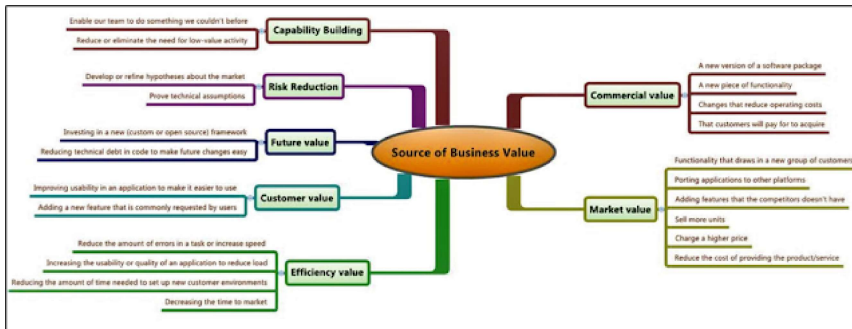 Enable our team to do something we couldn't before
Reduce or eliminate the need for low-value activity
Capability Building
Develop or refine hypotheses about the market
Prove technical assumptions
Risk Reduction
Investing in a new (custom or open source) framework
Reducing technical debt in code to make future changes easy
Future value
Improving usability in an application to make it easier to use
Adding a new feature that is commonly requested by users
Customer value
Reduce the amount of errors in a task or increase speed
Increasing the usability or quality of an application to reduce load
Reducing the amount of time needed to set up new customer environments
Decreasing the time to market
Efficiency value
Source of Business Value
Commercial value
A new version of a software package
A new piece of functionality
Changes that reduce operating costs
That customers will pay for to acquire
Market value
Functionality that draws in a new group of customers
Porting applications to other platforms
Adding features that the competitors doesn't have
Sell more units
Charge a higher price
Reduce the cost of providing the product/service